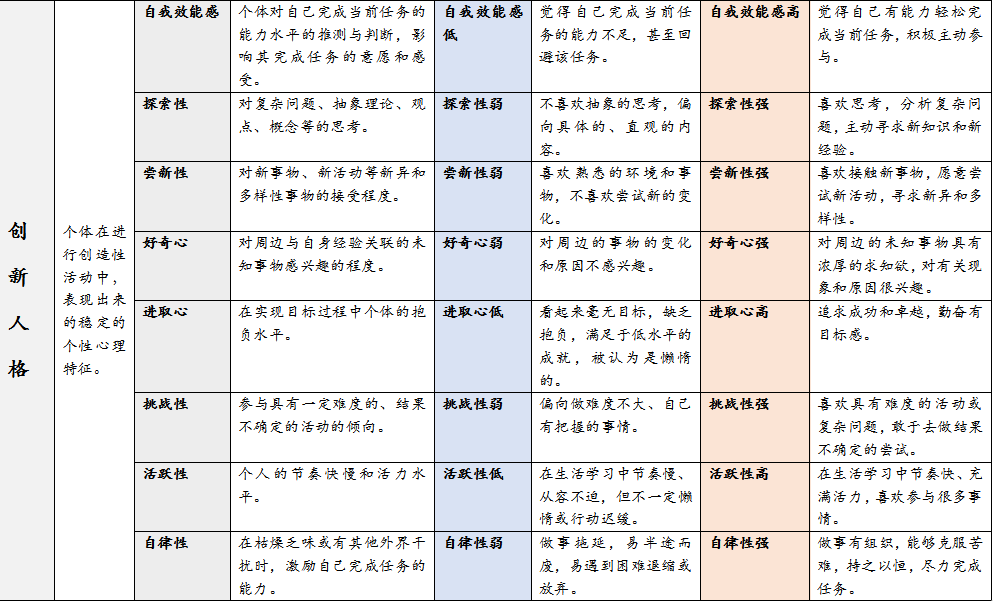 创
新
人
格
个体在进
行创造性
活动中，
表现出来
的稳定的
个性心理
特征。
自我效能感
个体对自己完成当前任务的
能力水平的推测与判断，影
响其完成任务的意愿和感
受。
自我效能感
低
觉得自己完成当前任
务的能力不足，甚至回
避该任务。
自我效能感高
觉得自己有能力轻松完
成当前任务，积极主动参
与。
探索性
对复杂问题、抽象理论、观
点、概念等的思考。
探索性弱
不喜欢抽象的思考，偏
向具体的、直观的内
容。
探索性强
喜欢思考，分析复杂问
题，主动寻求新知识和新
经验。
尝新性
对新事物、新活动等新异和
多样性事物的接受程度。
尝新性弱
喜欢熟悉的环境和事
物，不喜欢尝试新的变
化。
尝新性强
喜欢接触新事物，愿意尝
试新活动，寻求新异和多
样性。
好奇心
对周边与自身经验关联的未
知事物感兴趣的程度。
好奇心弱
对周边的事物的变化
和原因不感兴趣。
好奇心强
对周边的未知事物具有
浓厚的求知欲，对有关现
象和原因很兴趣。
进取心
在实现目标过程中个体的抱
负水平。
进取心低
看起来毫无目标，缺乏
抱负，满足于低水平的
成就，被认为是懒惰
的。
进取心高
追求成功和卓越，勤奋有
目标感。
挑战性
参与具有一定难度的、结果
不确定的活动的倾向。
挑战性弱
偏向做难度不大、自己
有把握的事情。
挑战性强
喜欢具有难度的活动或
复杂问题，敢于去做结果
不确定的尝试。
活跃性
个人的节奏快慢和活力水
平。
活跃性低
在生活学习中节奏慢、
从容不迫，但不一定懒
惰或行动迟缓。
活跃性高
在生活学习中节奏快、充
满活力，喜欢参与很多事
情。
自律性
在枯燥乏味或有其他外界干
扰时，激励自己完成任务的
能力。
自律性弱
做事拖延，易半途而
废，易遇到困难退缩或
放弃。
自律性强
做事有组织，能够克服苦
难，持之以恒，尽力完成
任务。